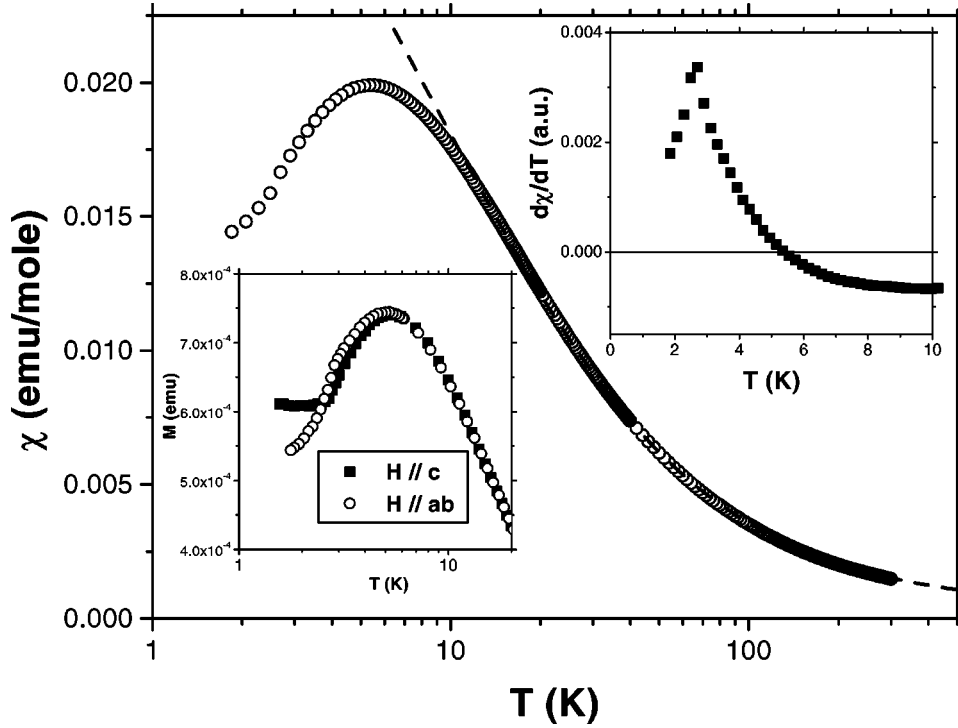 0.020
0.015
0.010
0.005
0.000
χ (emu/mole)
1
10
100
T (K)
0.004
0.002
0.000
dχ/dT (a.u.)
0 2 4 6 8 10
T (K)
8.0x10⁻⁴
7.0x10⁻⁴
6.0x10⁻⁴
5.0x10⁻⁴
4.0x10⁻⁴
M (emu)
H // c
H // ab
1 10
T (K)